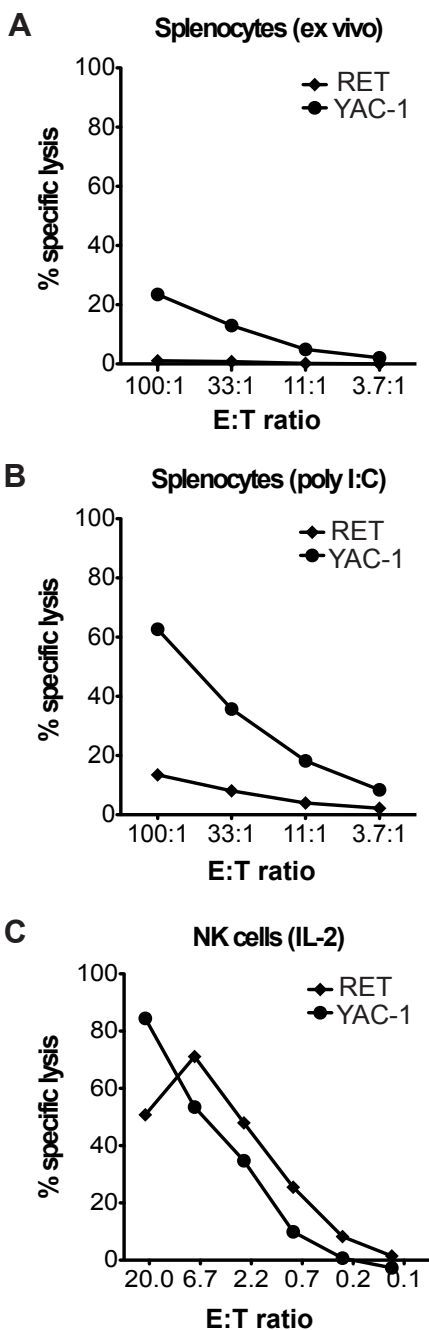 A
Splenocytes (ex vivo)
100
80
60
40
20
0
% specific lysis
RET
YAC-1
100:1 33:1 11:1 3.7:1
E:T ratio
B
Splenocytes (poly I:C)
100
80
60
40
20
0
% specific lysis
RET
YAC-1
100:1 33:1 11:1 3.7:1
E:T ratio
C
NK cells (IL-2)
100
80
60
40
20
0
% specific lysis
RET
YAC-1
20.0 6.7 2.2 0.7 0.2 0.1
E:T ratio